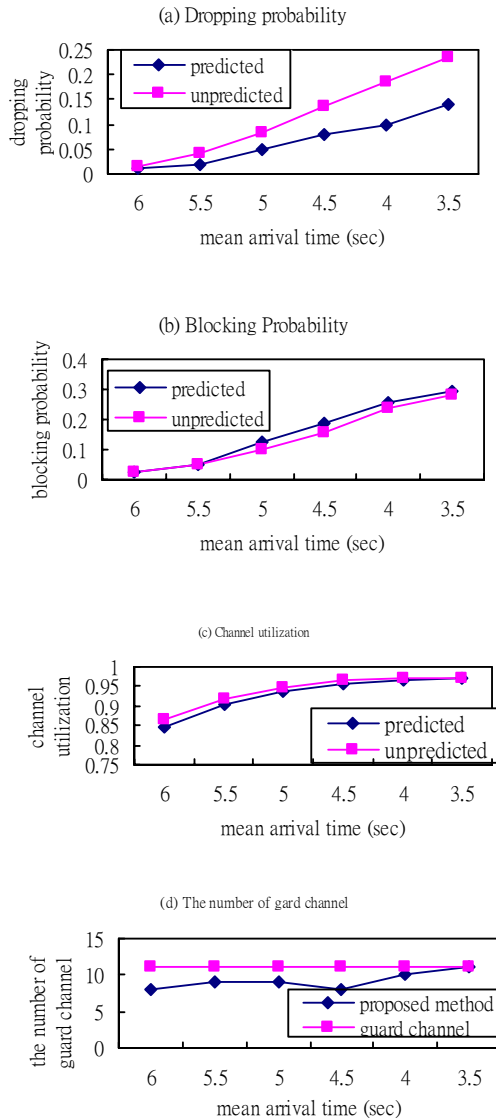 (a) Dropping probability
dropping
probability
0.25
0.2
0.15
0.1
0.05
0
predicted
unpredicted
6 5.5 5 4.5 4 3.5
mean arrival time (sec)
(b) Blocking Probability
blocking probability
0.4
0.3
0.2
0.1
0
predicted
unpredicted
6 5.5 5 4.5 4 3.5
mean arrival time (sec)
(c) Channel utilization
channel
utilization
1
0.95
0.9
0.85
0.8
0.75
predicted
unpredicted
6 5.5 5 4.5 4 3.5
mean arrival time (sec)
(d) The number of gard channel
the number of
guard channel
15
10
5
0
proposed method
guard channel
6 5.5 5 4.5 4 3.5
mean arrival time (sec)